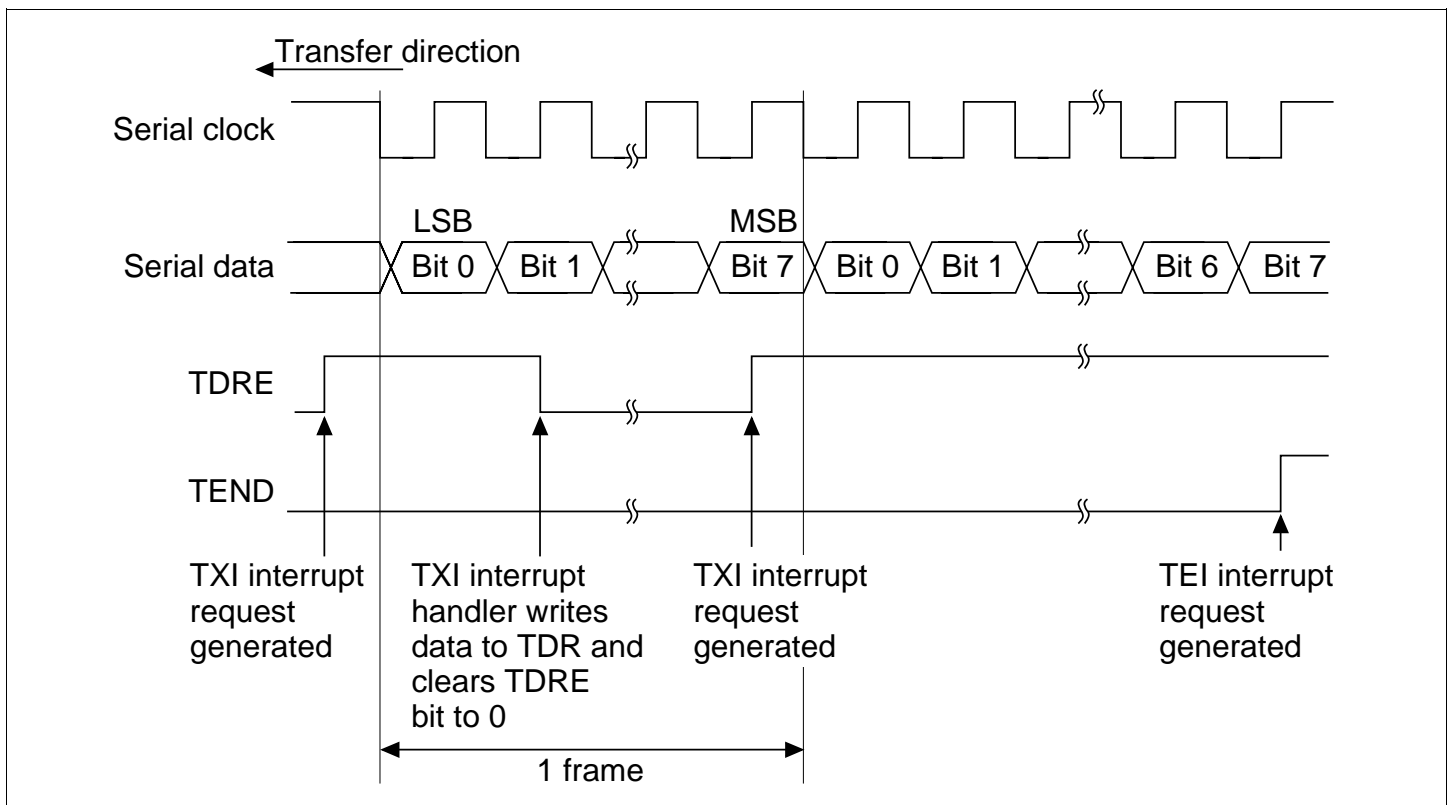 Transfer direction
Serial clock
LSB
MSB
Serial data
Bit 0
Bit 1
Bit 7
Bit 0
Bit 1
Bit 6
Bit 7
TDRE
TEND
TXI interrupt
request
generated
TXI interrupt
handler writes
data to TDR and
clears TDRE
bit to 0
TXI interrupt
request
generated
TEI interrupt
request
generated
1 frame